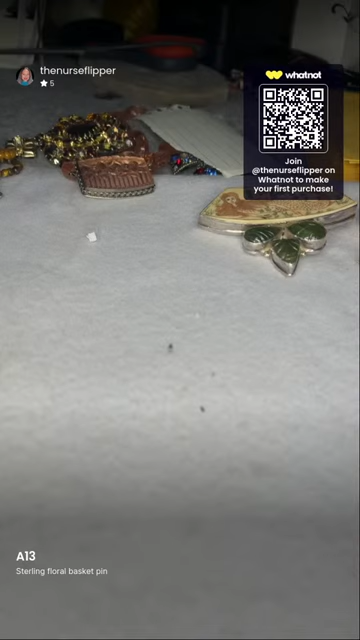 thenurseflipper
★ 5
whatnot
Join
@thenurseflipper on
Whatnot to make
your first purchase!
A13
Sterling floral basket pin